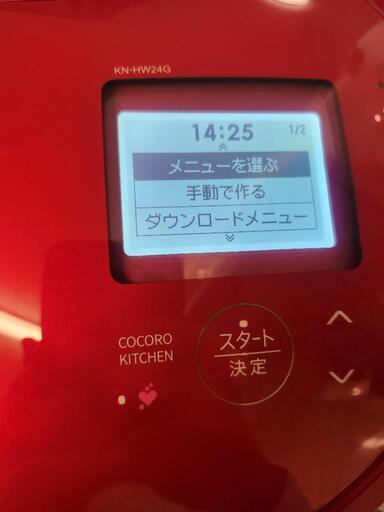 KN-HW24G
14:25 1/2
メニューを選ぶ
手動で作る
ダウンロードメニュー
COCORO
KITCHEN
スタート
決定